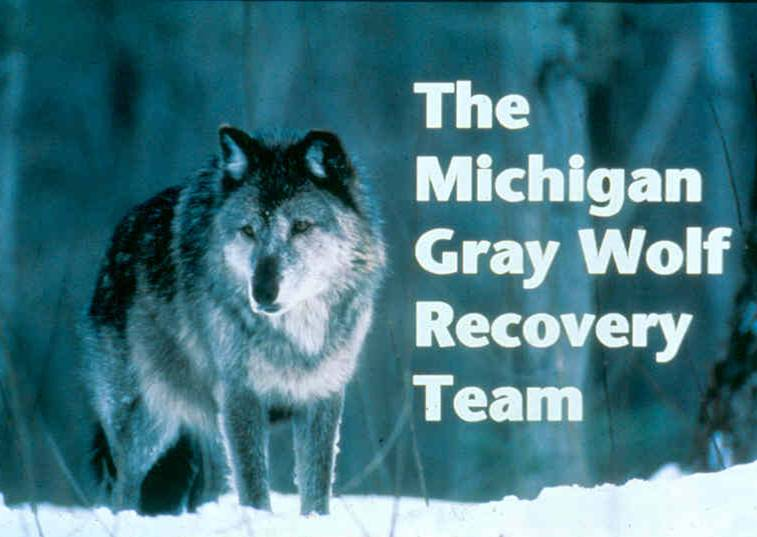 The
Michigan
Gray Wolf
Recovery
Team